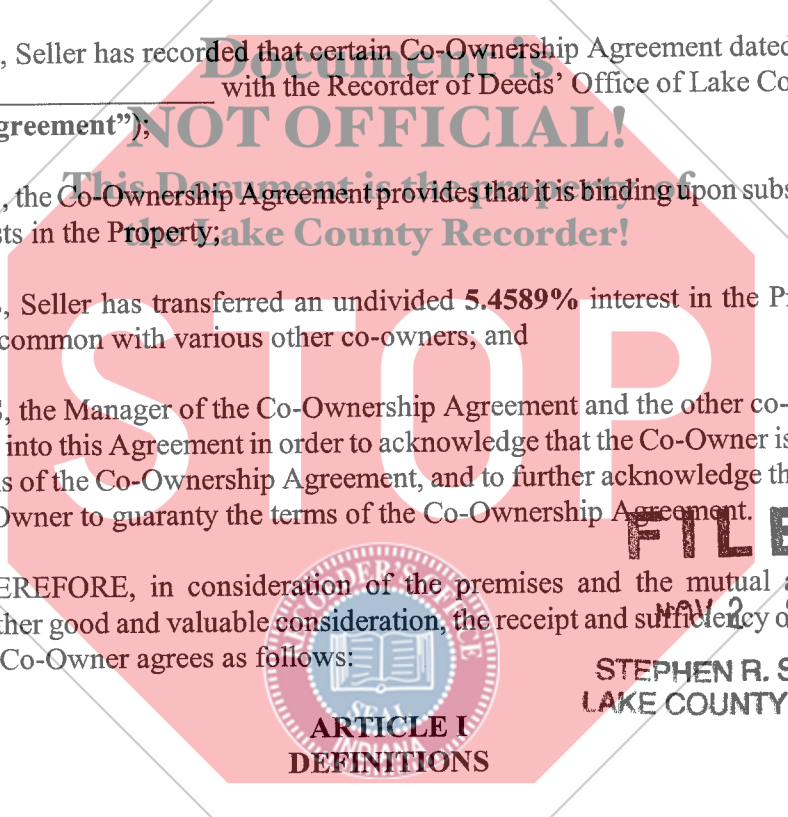 , Seller has recorded that certain Co-Ownership Agreement dated
with the Recorder of Deeds' Office of Lake Co
greement");
, the Co-Ownership Agreement provides that it is binding upon subs
sts in the Property;
, Seller has transferred an undivided 5.4589% interest in the P
common with various other co-owners; and
S, the Manager of the Co-Ownership Agreement and the other co-
into this Agreement in order to acknowledge that the Co-Owner is
s of the Co-Ownership Agreement, and to further acknowledge th
Owner to guaranty the terms of the Co-Ownership Agreement.
EREFORE, in consideration of the premises and the mutual a
ther good and valuable consideration, the receipt and sufficiency o
Co-Owner agrees as follows:
ARTICLE I
DEFINITIONS
Document is
NOT OFFICIAL!
This Document is the property of
the Lake County Recorder!
STOP
FILE
STEPHEN R. S
LAKE COUNTY
RECORDER'S OFFICE
SEAL
INDIANA